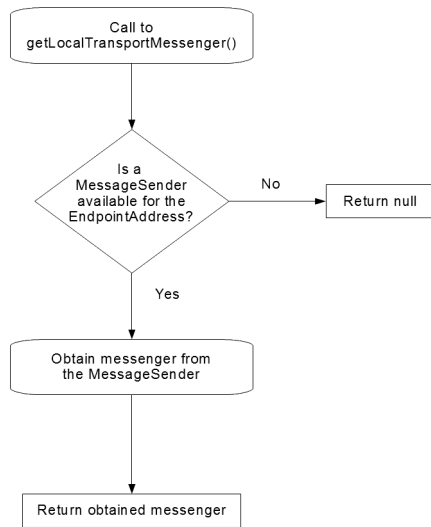 Call to
getLocalTransportMessenger()
Is a
MessageSender
available for the
EndpointAddress?
No
Return null
Yes
Obtain messenger from
the MessageSender
Return obtained messenger